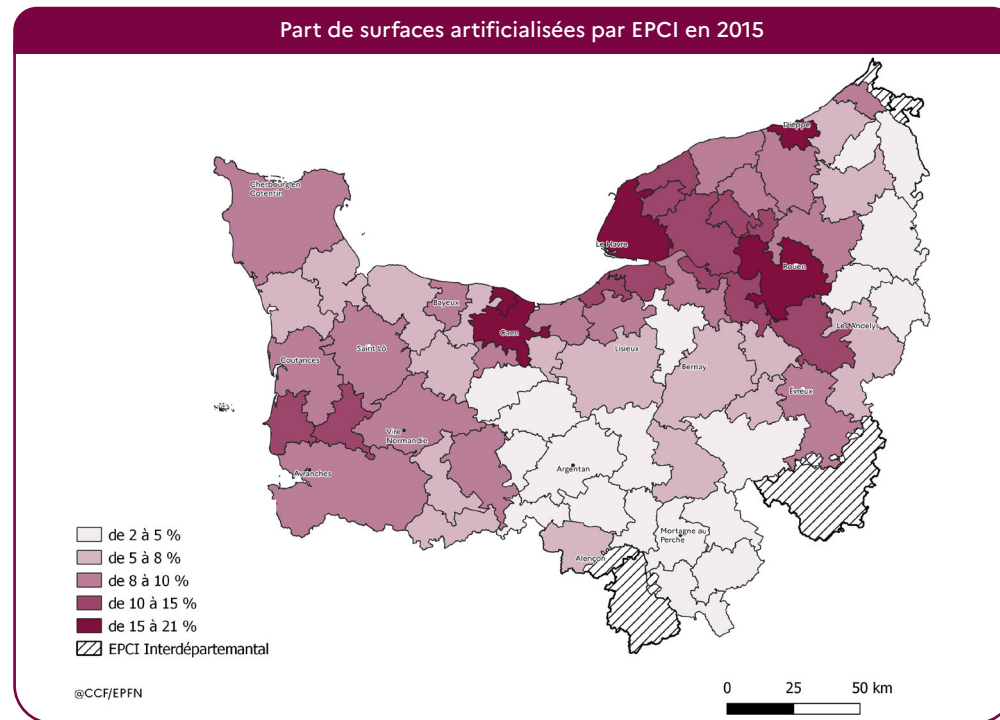 Part de surfaces artificialisées par EPCI en 2015
Dieppe
Cherbourg en
Cotentin
Le Havre
Rouen
Bayeux
Caen
Les Andelys
Saint Lô
Lisieux
Coutances
Bernay
Évreux
Vire
Normandie
Avranches
Argentan
Mortagne au
Perche
Alençon
de 2 à 5 %
de 5 à 8 %
de 8 à 10 %
de 10 à 15 %
de 15 à 21 %
EPCI Interdépartemantal
@CCF/EPFN
0 25 50 km